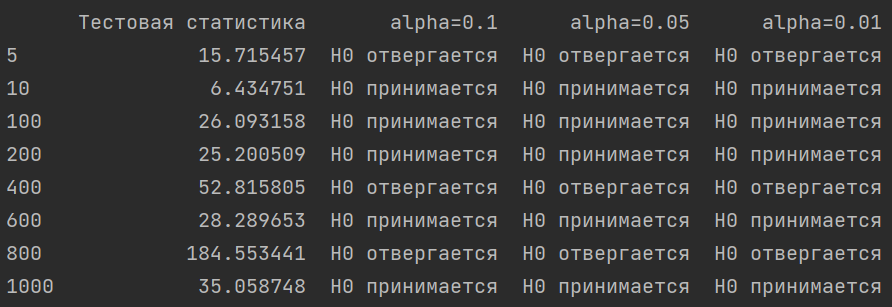 Тестовая статистика alpha=0.1 alpha=0.05 alpha=0.01
5 15.715457 H0 отвергается H0 отвергается H0 отвергается
10 6.434751 H0 принимается H0 принимается H0 принимается
100 26.093158 H0 принимается H0 принимается H0 принимается
200 25.200509 H0 принимается H0 принимается H0 принимается
400 52.815805 H0 отвергается H0 отвергается H0 отвергается
600 28.289653 H0 принимается H0 принимается H0 принимается
800 184.553441 H0 отвергается H0 отвергается H0 отвергается
1000 35.058748 H0 принимается H0 принимается H0 принимается